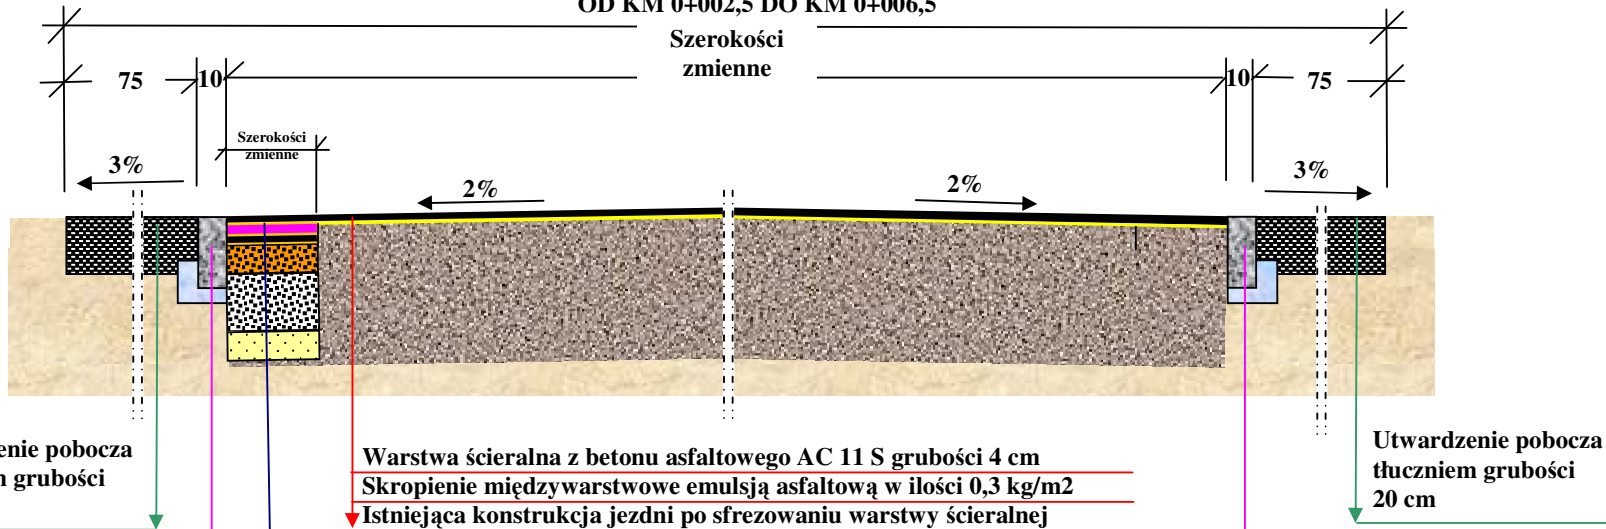 OD KM 0+002,5 DO KM 0+006,5
Szerokości
zmienne
75
10
10
75
Szerokości
zmienne
3%
2%
2%
3%
enie pobocza
grubości
Warstwa ścieralna z betonu asfaltowego AC 11 S grubości 4 cm
Skropienie międzywarstwowe emulsją asfaltową w ilości 0,3 kg/m2
Istniejąca konstrukcja jezdni po sfrezowaniu warstwy ścieralnej
Utwardzenie pobocza
tłuczniem grubości
20 cm